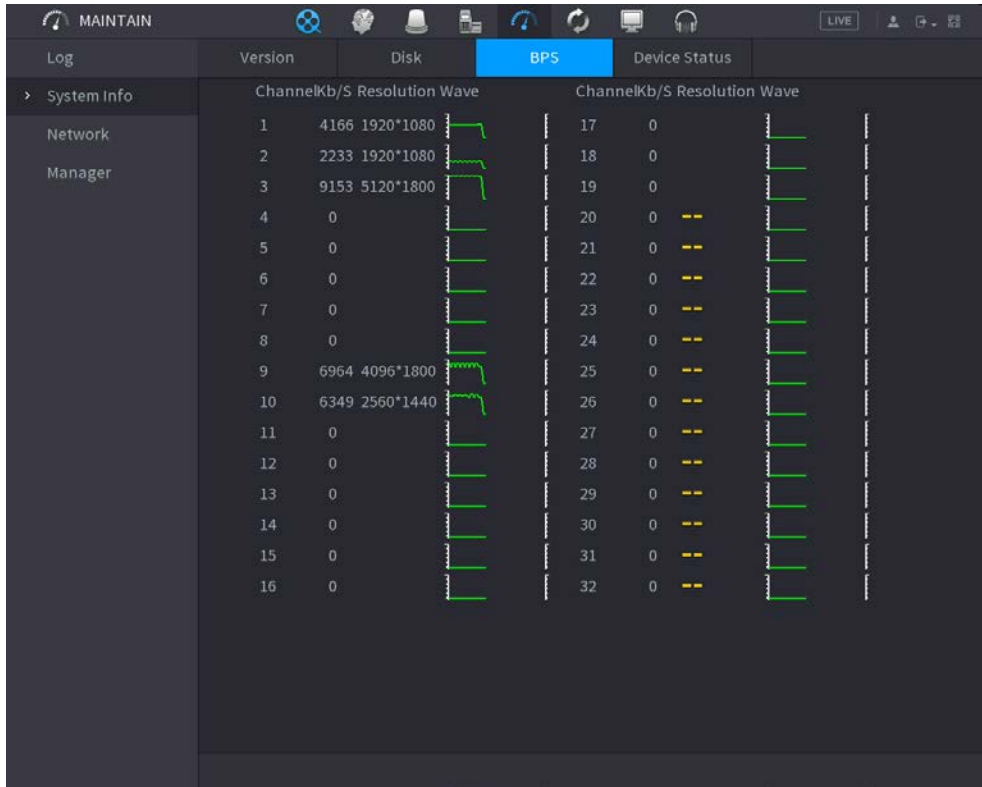 MAINTAIN LIVE
Log
System Info
Network
Manager
Version Disk BPS Device Status
ChannelKb/S Resolution Wave ChannelKb/S Resolution Wave
1 4166 1920*1080 17 0
2 2233 1920*1080 18 0
3 9153 5120*1800 19 0
4 0 20 0 --
5 0 21 0 --
6 0 22 0 --
7 0 23 0 --
8 0 24 0 --
9 6964 4096*1800 25 0 --
10 6349 2560*1440 26 0 --
11 0 27 0 --
12 0 28 0 --
13 0 29 0 --
14 0 30 0 --
15 0 31 0 --
16 0 32 0 --